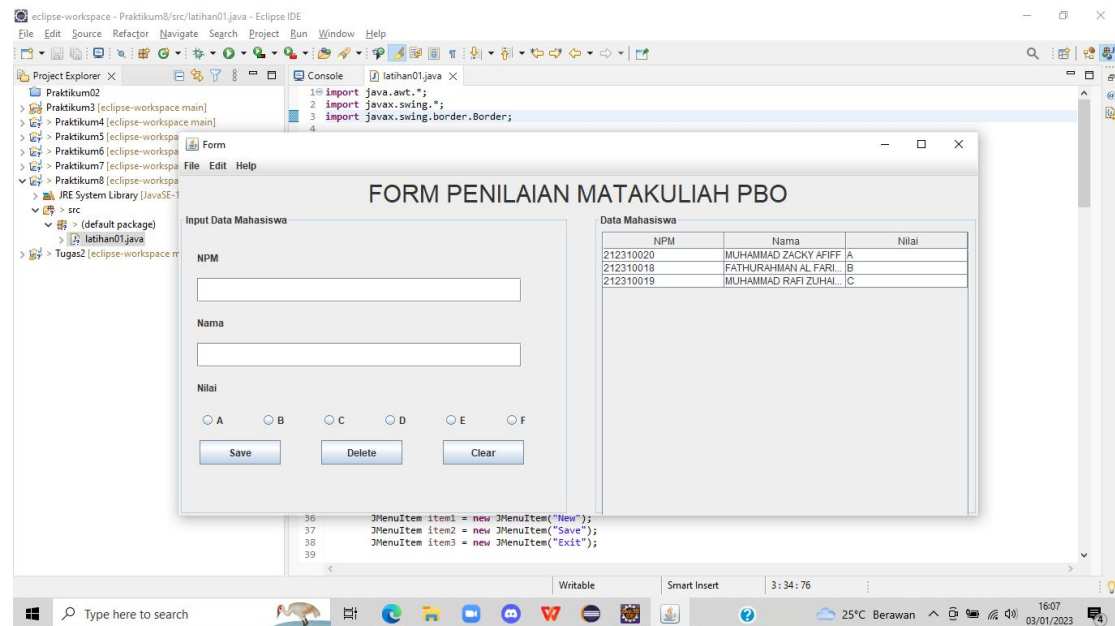 eclipse-workspace - Praktikum8/src/latihan01.java - Eclipse IDE
File Edit Source Refactor Navigate Search Project Run Window Help
Project Explorer
Console latihan01.java
Praktikum02
Praktikum3 [eclipse-workspace main]
> Praktikum4 [eclipse-workspace main]
> Praktikum5 [eclipse-workspa
> Praktikum6 [eclipse-workspa
> Praktikum7 [eclipse-workspa
> Praktikum8 [eclipse-workspa
JRE System Library [JavaSE-1
> src
> (default package)
latihan01.java
> Tugas2 [eclipse-workspace m
1 import java.awt.*;
2 import javax.swing.*;
3 import javax.swing.border.Border;
4
Form
File Edit Help
FORM PENILAIAN MATAKULIAH PBO
Input Data Mahasiswa
NPM
Nama
Nilai
A B C D E F
Save Delete Clear
Data Mahasiswa
NPM Nama Nilai
212310020 MUHAMMAD ZACKY AFIFF A
212310018 FATHURAHMAN AL FARI... B
212310019 MUHAMMAD RAFI ZUHAI... C
36 JMenuItem item1 = new JMenuItem("New");
37 JMenuItem item2 = new JMenuItem("Save");
38 JMenuItem item3 = new JMenuItem("Exit");
39
Writable Smart Insert 3 : 34 : 76
Type here to search
25°C Berawan
16:07
03/01/2023
4